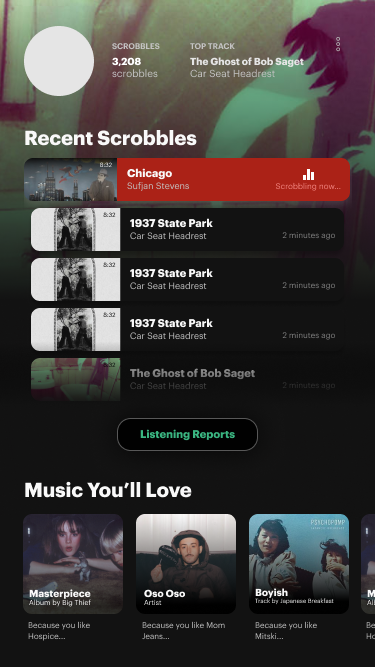 SCROBBLES
3,208
scrobbles
TOP TRACK
The Ghost of Bob Saget
Car Seat Headrest
Recent Scrobbles
8:32
Chicago
Sufjan Stevens
Scrobbling now...
8:32
1937 State Park
Car Seat Headrest
2 minutes ago
8:32
1937 State Park
Car Seat Headrest
2 minutes ago
8:32
1937 State Park
Car Seat Headrest
2 minutes ago
8:32
The Ghost of Bob Saget
Car Seat Headrest
2 minutes ago
Listening Reports
Music You'll Love
Masterpiece
Album by Big Thief
Because you like
Hospice...
Oso Oso
Artist
Because you like Mom
Jeans...
PSYCHOPOMP
Boyish
Track by Japanese Breakfast
Because you like
Mitski...